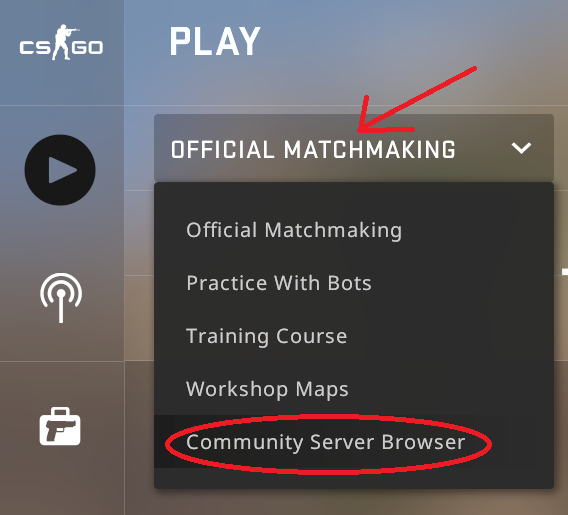 CS GO
PLAY
OFFICIAL MATCHMAKING
Official Matchmaking
Practice With Bots
Training Course
Workshop Maps
Community Server Browser